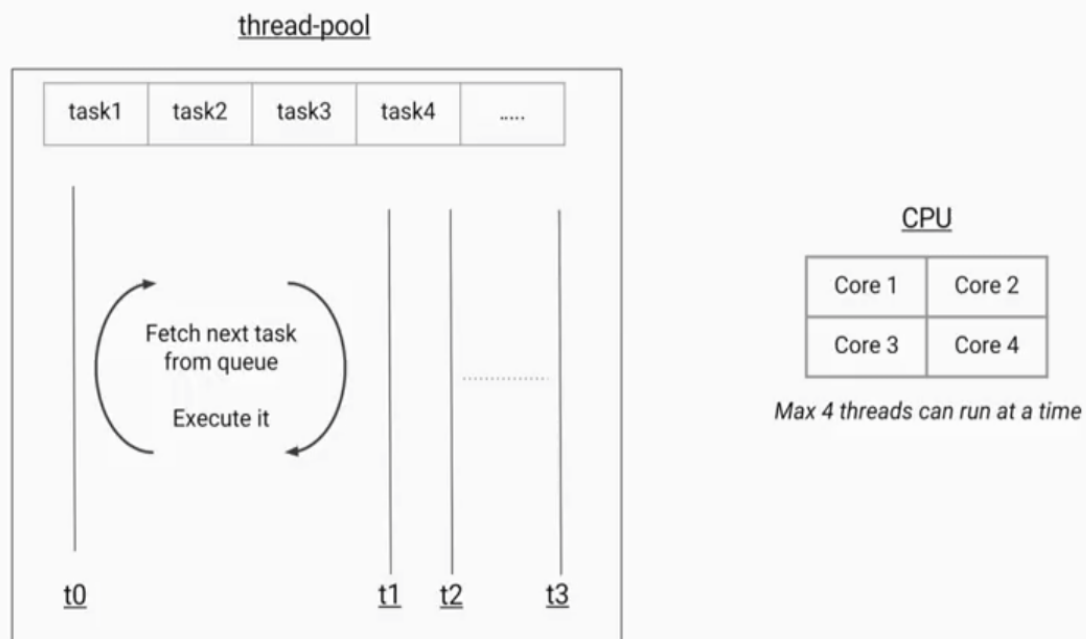 thread-pool
task1 task2 task3 task4 .....
Fetch next task
from queue
Execute it
t0 t1 t2 t3
CPU
Core 1 Core 2
Core 3 Core 4
Max 4 threads can run at a time